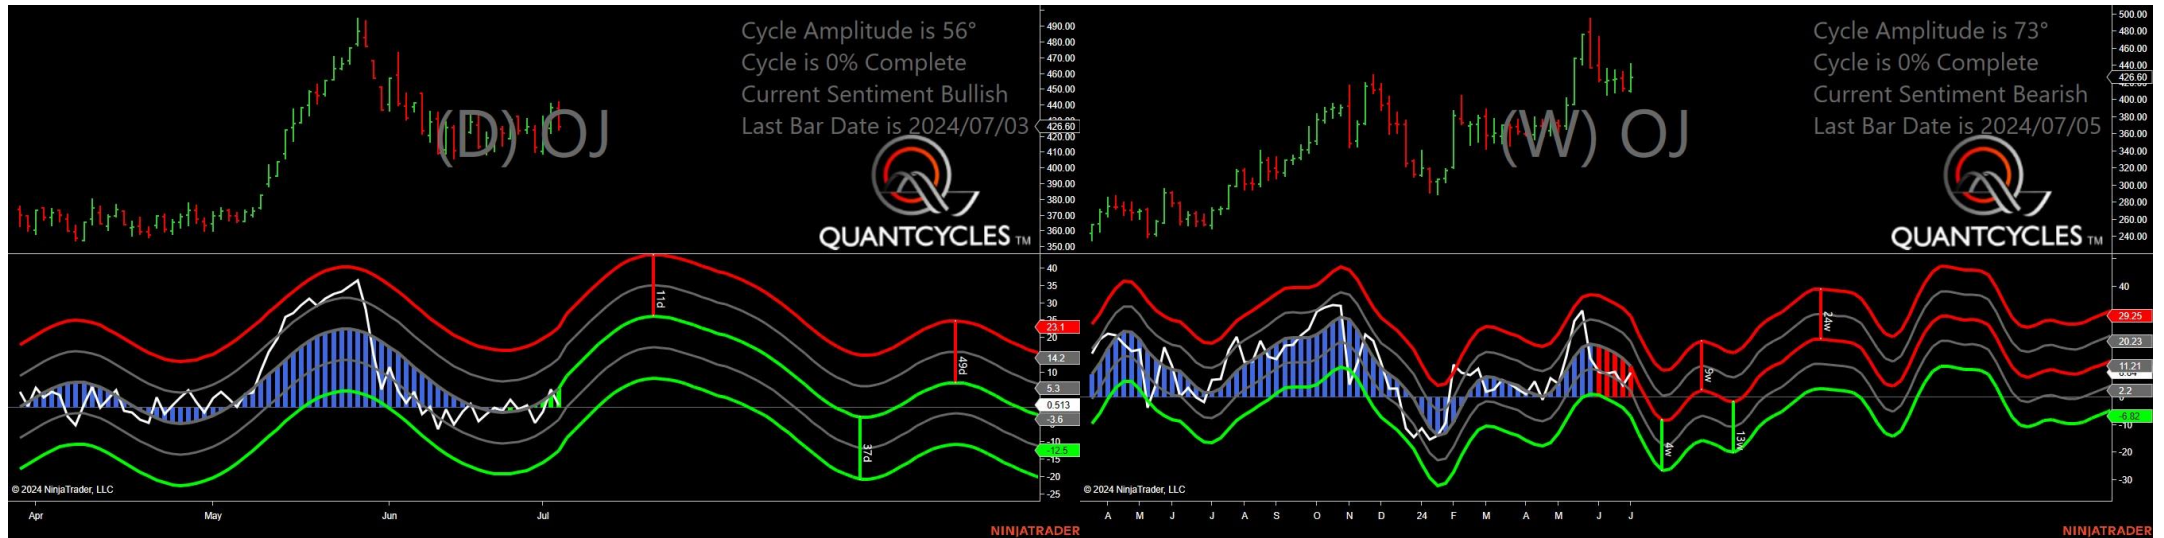 Cycle Amplitude is 56°
Cycle is 0% Complete
Current Sentiment Bullish
Last Bar Date is 2024/07/03
(D) OJ
QUANTCYCLES TM
490.00
480.00
470.00
460.00
450.00
440.00
426.60
410.00
400.00
390.00
380.00
370.00
360.00
350.00
40
35
30
25
23.1
20
14.2
10
5.3
0.513
-3.6
-10
-12.5
-15
-20
-25
11d
49d
37d
© 2024 NinjaTrader, LLC
Apr May Jun Jul
NINJATRADER
Cycle Amplitude is 73°
Cycle is 0% Complete
Current Sentiment Bearish
Last Bar Date is 2024/07/05
(W) OJ
QUANTCYCLES TM
500.00
480.00
460.00
440.00
426.60
400.00
380.00
360.00
340.00
320.00
300.00
280.00
260.00
240.00
40
29.25
20.23
11.21
2.2
-6.82
-10
-20
-30
24w
9w
4w
13w
© 2024 NinjaTrader, LLC
A M J J A S O N D 24 F M A M J J
NINJATRADER